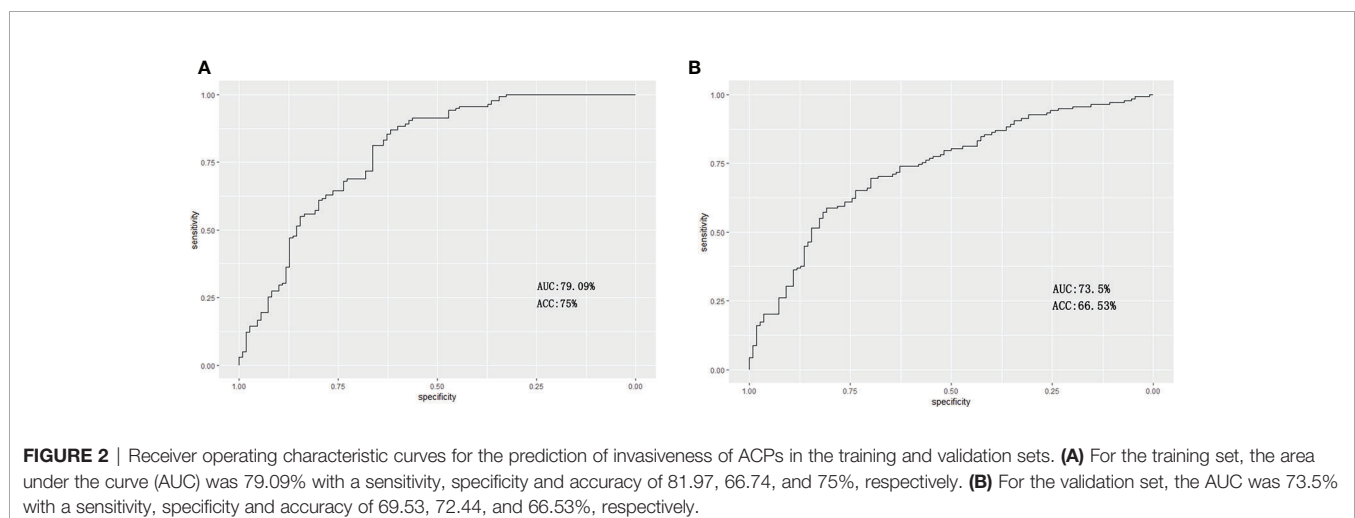 A
1.00
0.75
0.50
0.25
0.00
sensitivity
AUC:79.09%
ACC:75%
1.00 0.75 0.50 0.25 0.00
specificity
B
1.00
0.75
0.50
0.25
0.00
sensitivity
AUC:73.5%
ACC:66.53%
1.00 0.75 0.50 0.25 0.00
specificity
FIGURE 2 | Receiver operating characteristic curves for the prediction of invasiveness of ACPs in the training and validation sets. (A) For the training set, the area
under the curve (AUC) was 79.09% with a sensitivity, specificity and accuracy of 81.97, 66.74, and 75%, respectively. (B) For the validation set, the AUC was 73.5%
with a sensitivity, specificity and accuracy of 69.53, 72.44, and 66.53%, respectively.